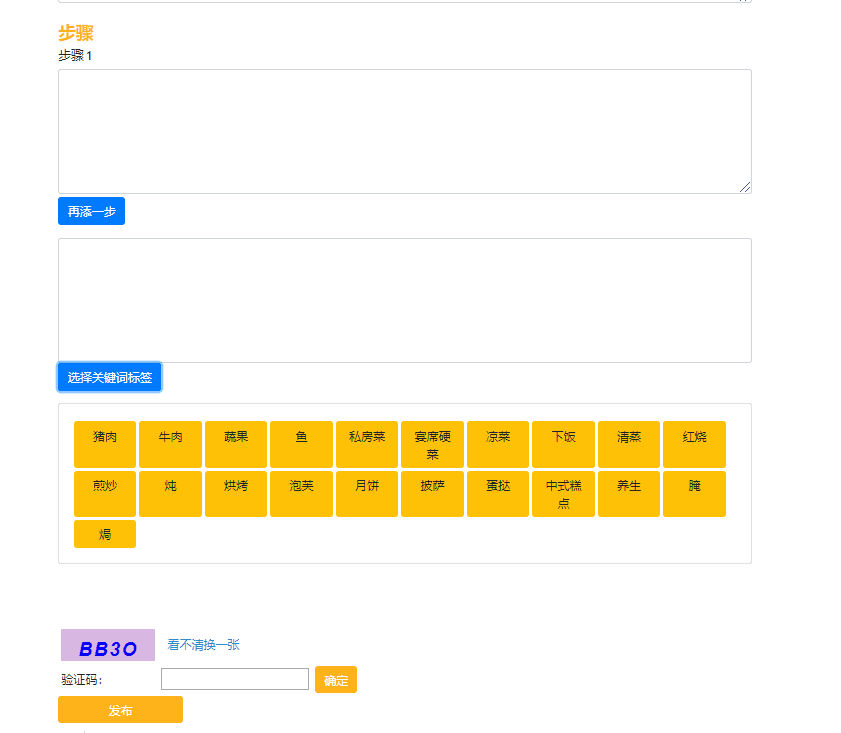 步骤
步骤1
再添一步
选择关键词标签
猪肉 牛肉 蔬果 鱼 私房菜 宴席硬 凉菜 下饭 清蒸 红烧
菜
煎炒 炖 烘烤 泡芙 月饼 披萨 蛋挞 中式糕 养生 腌
点
焗
BB3O 看不清换一张
验证码: 确定
发布